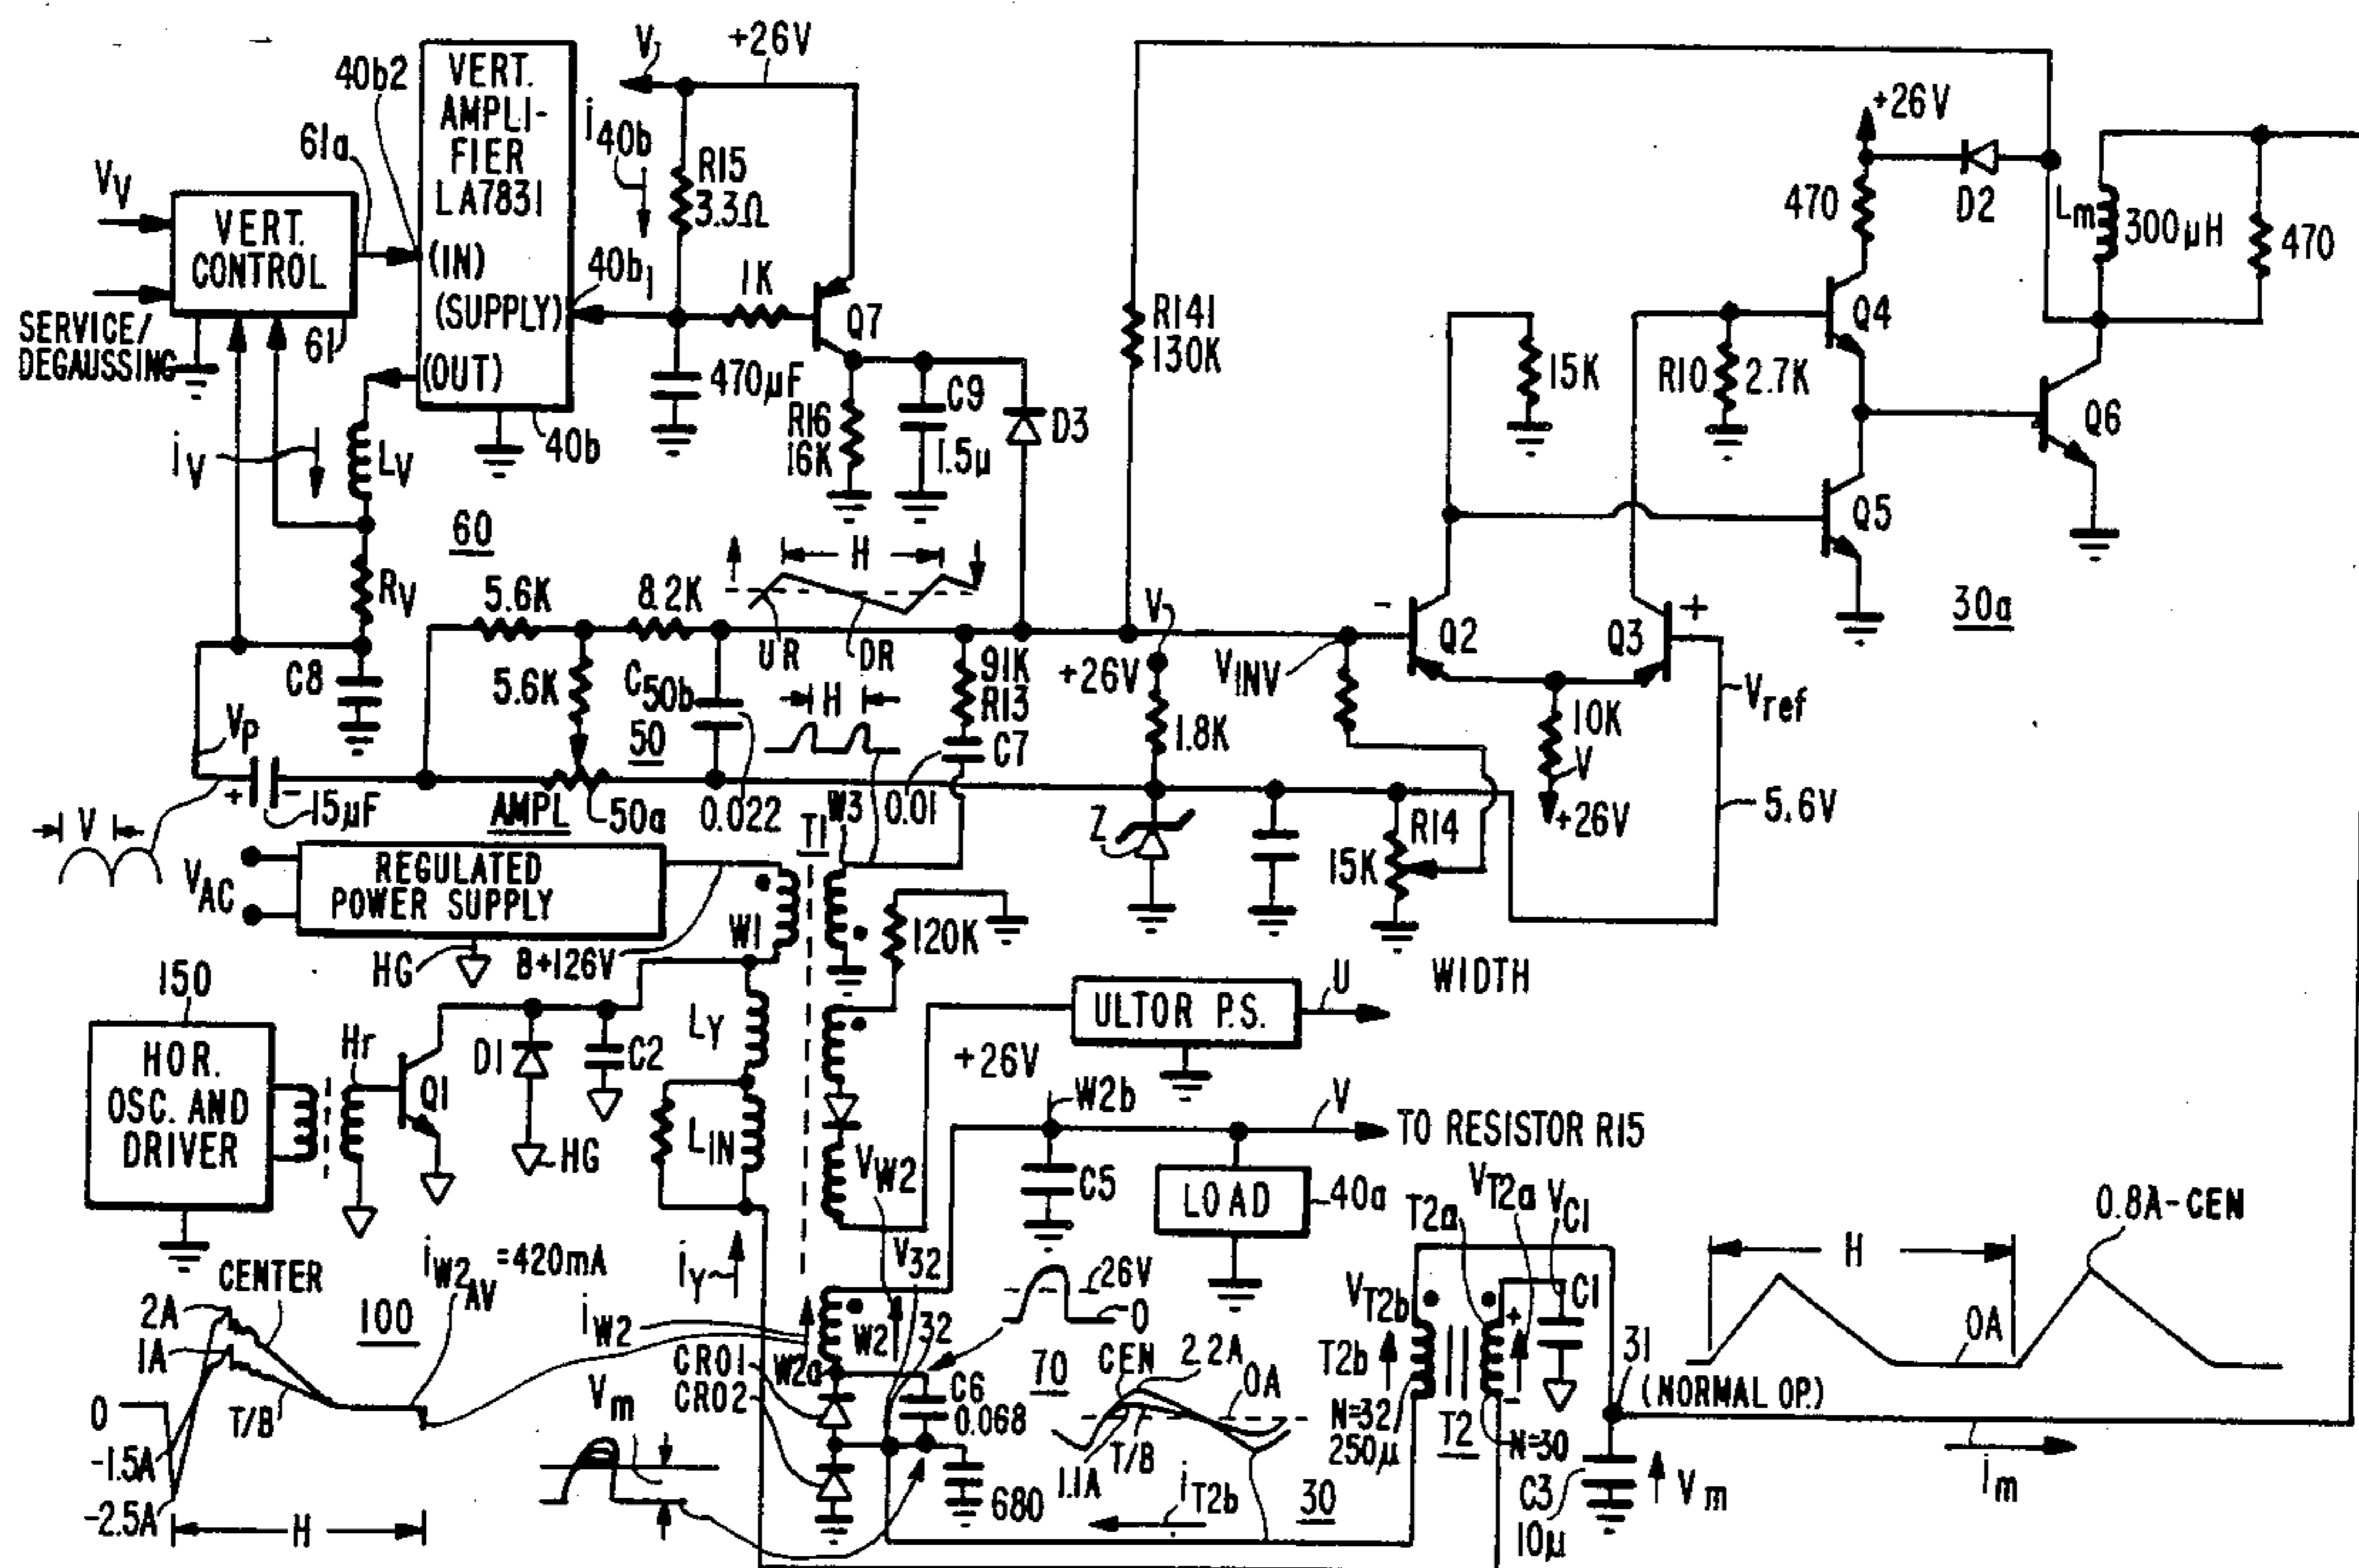 40b2
VERT.
AMPLI-
FIER
LA7831
(IN)
(SUPPLY)
(OUT)
V
+26V
i40b
R15
3.3Ω
40b1
1K
Q7
61a
VV
VERT.
CONTROL
SERVICE/
DEGAUSSING
61
470µF
R16
16K
C9
1.5µ
D3
40b
iV
LV
60
RV
C8
R141
130K
+26V
470
D2
Lm
300µH
470
Q4
15K
R10
2.7K
Q6
Q5
30a
5.6K
8.2K
H
UR
DR
5.6K
C50b
50
H
91K
R13
C7
+26V
V
VINV
1.8K
-
Q2
Q3
+
Vref
10K
V
+26V
5.6V
VP
+
-
15µF
V
AMPL
50a
0.022
T1
W3
0.01
Z
R14
15K
VAC
REGULATED
POWER SUPPLY
HG
B+126V
W1
120K
WIDTH
150
HOR.
OSC. AND
DRIVER
Hr
Q1
D1
C2
HG
LY
LIN
ULTOR P.S.
U
+26V
W2b
V
TO RESISTOR R15
C5
LOAD
40a
VW2
V32
26V
0
iY
iW2AV =420mA
CENTER
2A
1A
100
0
-1.5A
-2.5A
T/B
H
iW2
W2a
W2
32
CR01
CR02
Vm
C6
0.068
680
70
CEN
2.2A
0A
T/B
1.1A
iT2b
30
VT2a
T2a
VC1
VT2b
T2b
+
-
C1
N=32
250µ
T2
N=30
31
(NORMAL OP.)
C3
10µ
Vm
im
H
0A
0.8A-CEN